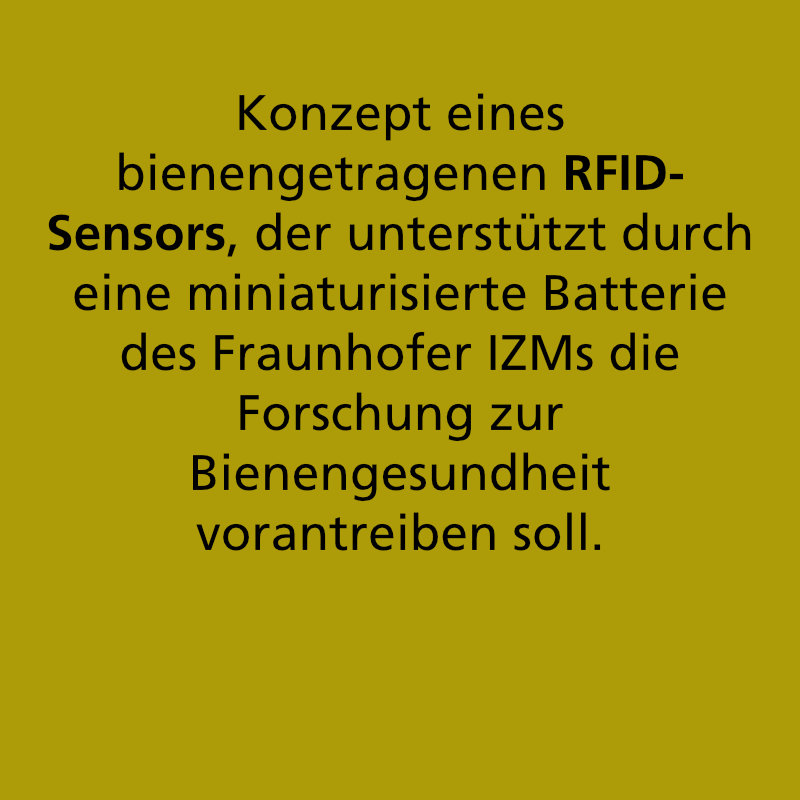 Konzept eines
bienengetragenen RFID-
Sensors, der unterstützt durch
eine miniaturisierte Batterie
des Fraunhofer IZMs die
Forschung zur
Bienengesundheit
vorantreiben soll.